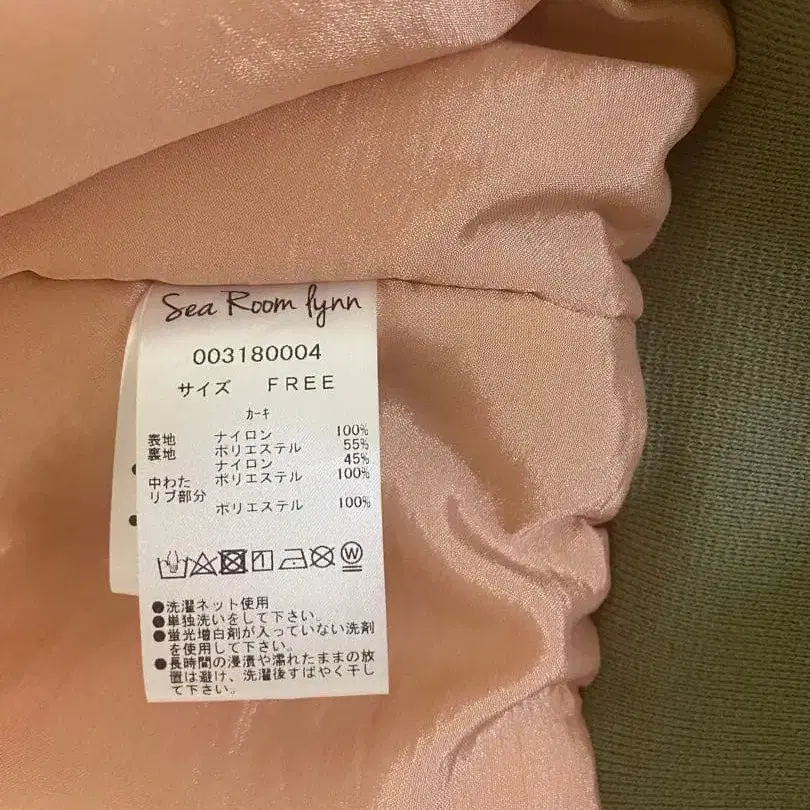 Sea Room lynn
003180004
サイズ FREE
カーキ
表地 ナイロン 100%
裏地 ポリエステル 55%
ナイロン 45%
中わた ポリエステル 100%
リブ部分
ポリエステル 100%
W
●洗濯ネット使用
●単独洗いをして下さい。
●蛍光増白剤が入っていない洗剤
を使用して下さい。
●長時間の浸漬や濡れたままの放
置は避け、洗濯後すばやく干し
て下さい。